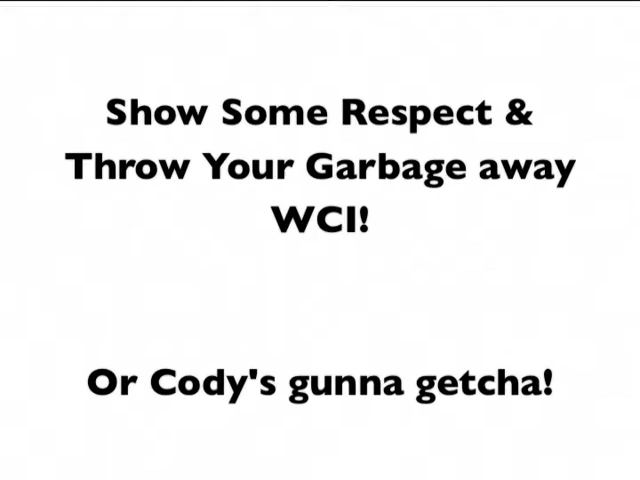 Show Some Respect &
Throw Your Garbage away
WCI!
Or Cody's gunna getcha!